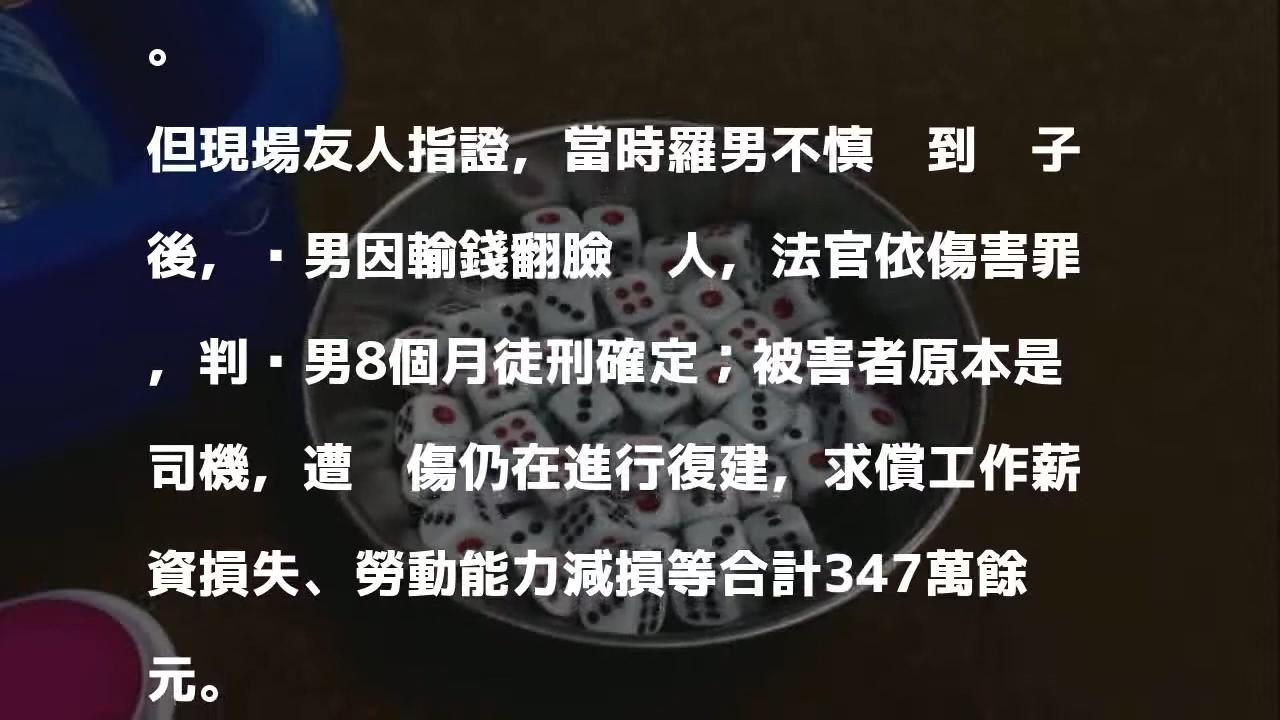 。
但現場友人指證，當時羅男不慎　到　子
後，▪男因輸錢翻臉　人，法官依傷害罪
，判▪男8個月徒刑確定；被害者原本是
司機，遭　傷仍在進行復建，求償工作薪
資損失、勞動能力減損等合計347萬餘
元。